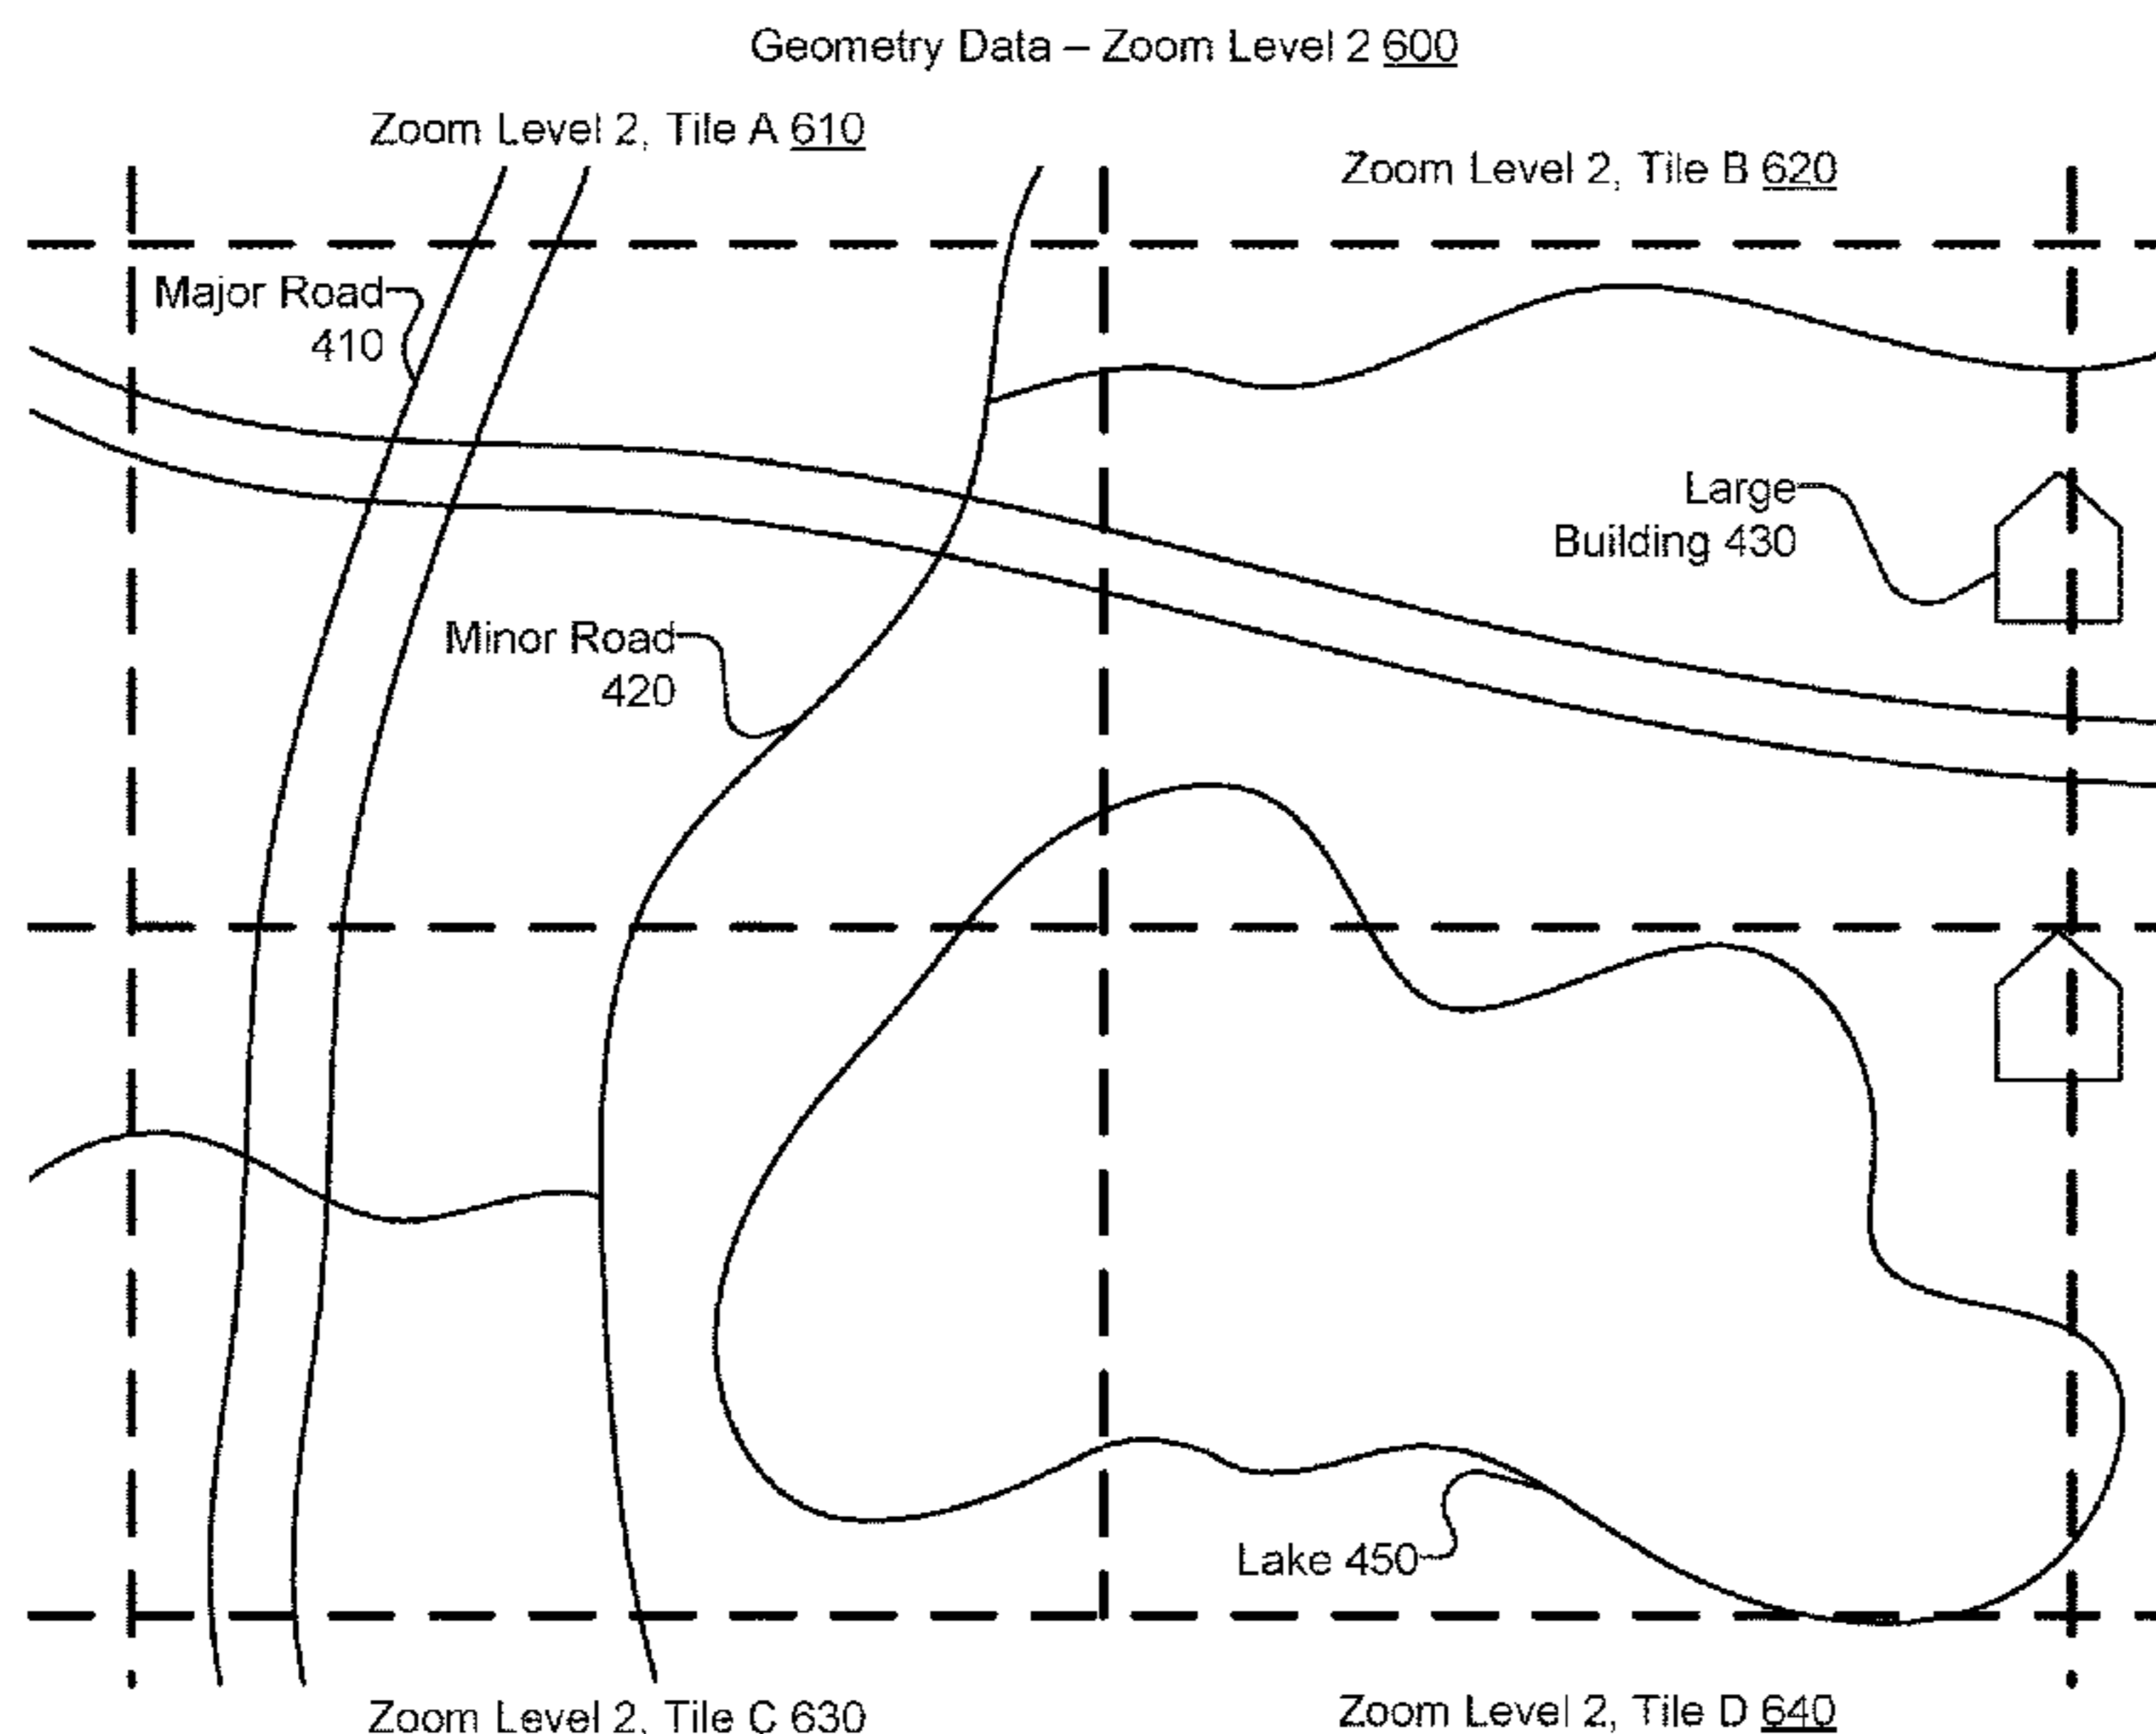 Geometry Data – Zoom Level 2 600
Zoom Level 2, Tile A 610
Zoom Level 2, Tile B 620
Major Road
410
Large
Building 430
Minor Road
420
Lake 450
Zoom Level 2, Tile C 630
Zoom Level 2, Tile D 640